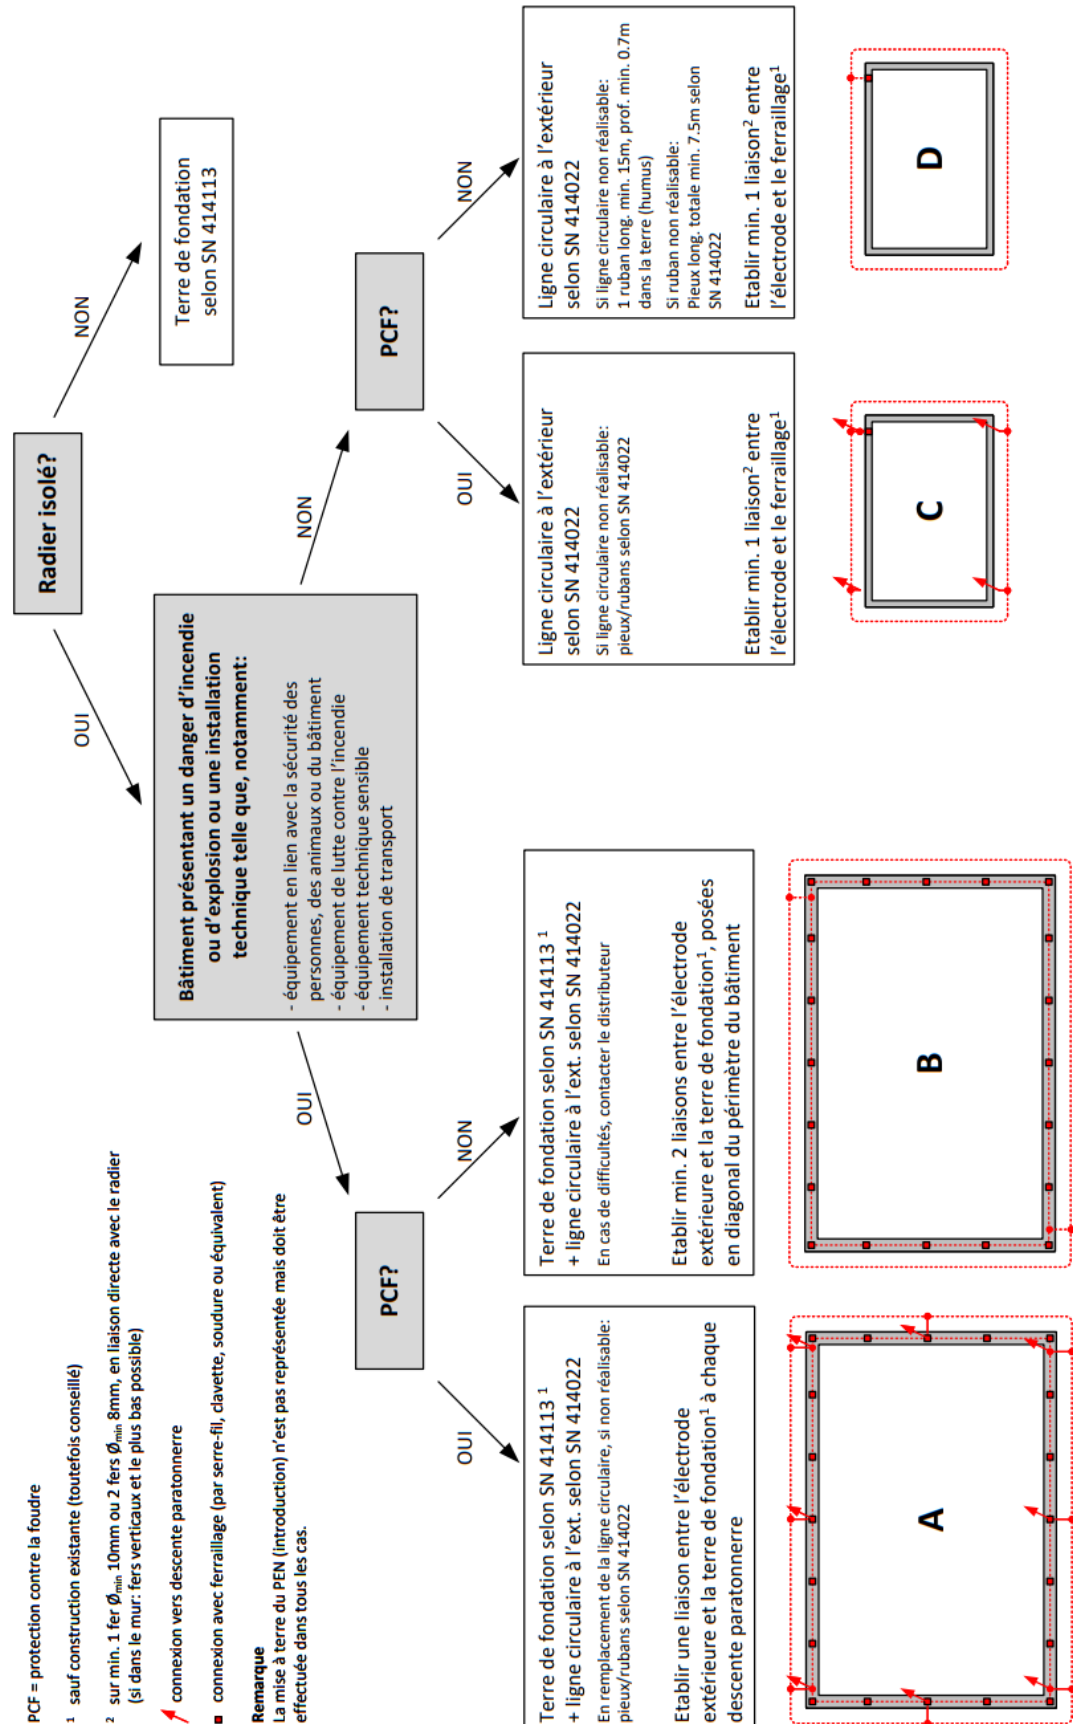 PCF = protection contre la foudre
1 sauf construction existante (toutefois conseillé)
2 sur min. 1 fer Ømin 10mm ou 2 fers Ømin 8mm, en liaison directe avec le radier
(si dans le mur: fers verticaux et le plus bas possible)
connexion vers descente paratonnerre
connexion avec ferraillage (par serre-fil, clavette, soudure ou équivalent)
Remarque
La mise à terre du PEN (introduction) n'est pas représentée mais doit être
effectuée dans tous les cas.
Radier isolé?
OUI
NON
Terre de fondation
selon SN 414113
Bâtiment présentant un danger d'incendie
ou d'explosion ou une installation
technique telle que, notamment:
- équipement en lien avec la sécurité des
personnes, des animaux ou du bâtiment
- équipement de lutte contre l'incendie
- équipement technique sensible
- installation de transport
OUI
NON
PCF?
OUI
NON
PCF?
OUI
NON
Terre de fondation selon SN 414113 1
+ ligne circulaire à l'ext. selon SN 414022
En remplacement de la ligne circulaire, si non réalisable:
pieux/rubans selon SN 414022
Etablir une liaison entre l'électrode
extérieure et la terre de fondation1 à chaque
descente paratonnerre
Terre de fondation selon SN 414113 1
+ ligne circulaire à l'ext. selon SN 414022
En cas de difficultés, contacter le distributeur
Etablir min. 2 liaisons entre l'électrode
extérieure et la terre de fondation1, posées
en diagonal du périmètre du bâtiment
Ligne circulaire à l'extérieur
selon SN 414022
Si ligne circulaire non réalisable:
pieux/rubans selon SN 414022
Etablir min. 1 liaison2 entre
l'électrode et le ferraillage1
Ligne circulaire à l'extérieur
selon SN 414022
Si ligne circulaire non réalisable:
1 ruban long. min. 15m, prof. min. 0.7m
dans la terre (humus)
Si ruban non réalisable:
Pieux long. totale min. 7.5m selon
SN 414022
Etablir min. 1 liaison2 entre
l'électrode et le ferraillage1
A
B
C
D